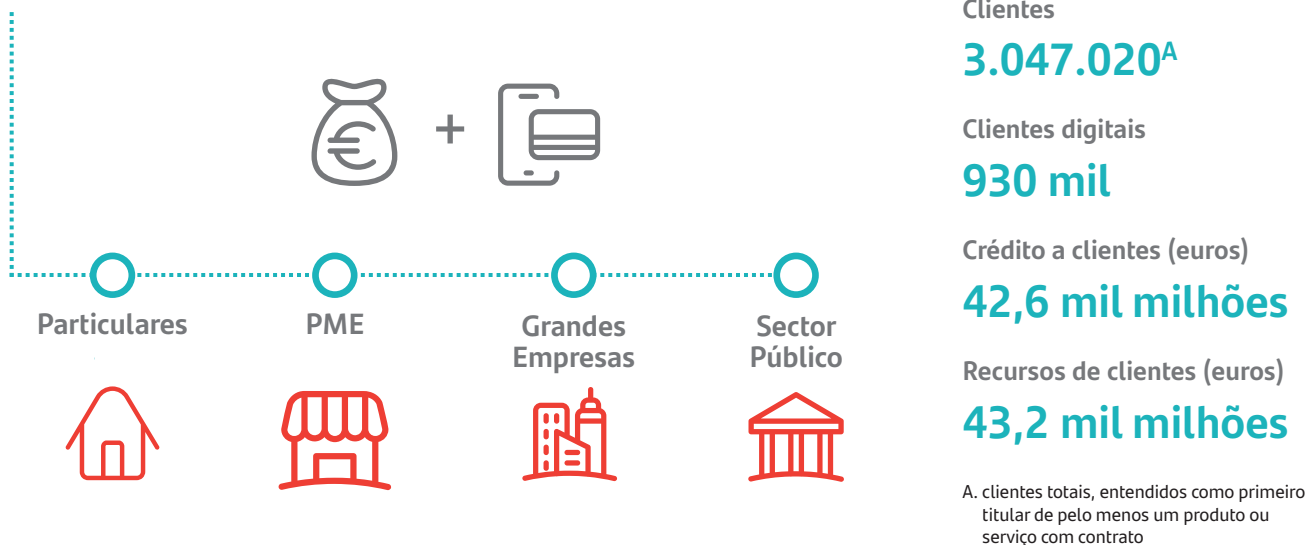 Particulares
PME
Grandes
Empresas
Sector
Público
Clientes
3.047.020ᴬ
Clientes digitais
930 mil
Crédito a clientes (euros)
42,6 mil milhões
Recursos de clientes (euros)
43,2 mil milhões
A. clientes totais, entendidos como primeiro
titular de pelo menos um produto ou
serviço com contrato